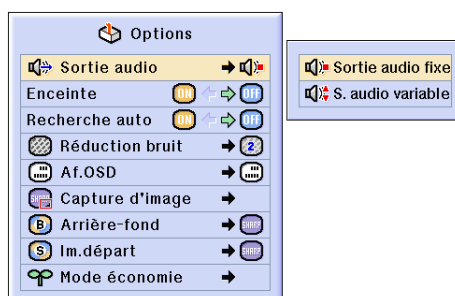 Options
Sortie audio
Enceinte ON OFF
Recherche auto ON OFF
Réduction bruit 2
Af.OSD
SHARP Capture d'image
B Arrière-fond SHARP
S Im.départ SHARP
Mode économie
Sortie audio fixe
S. audio variable